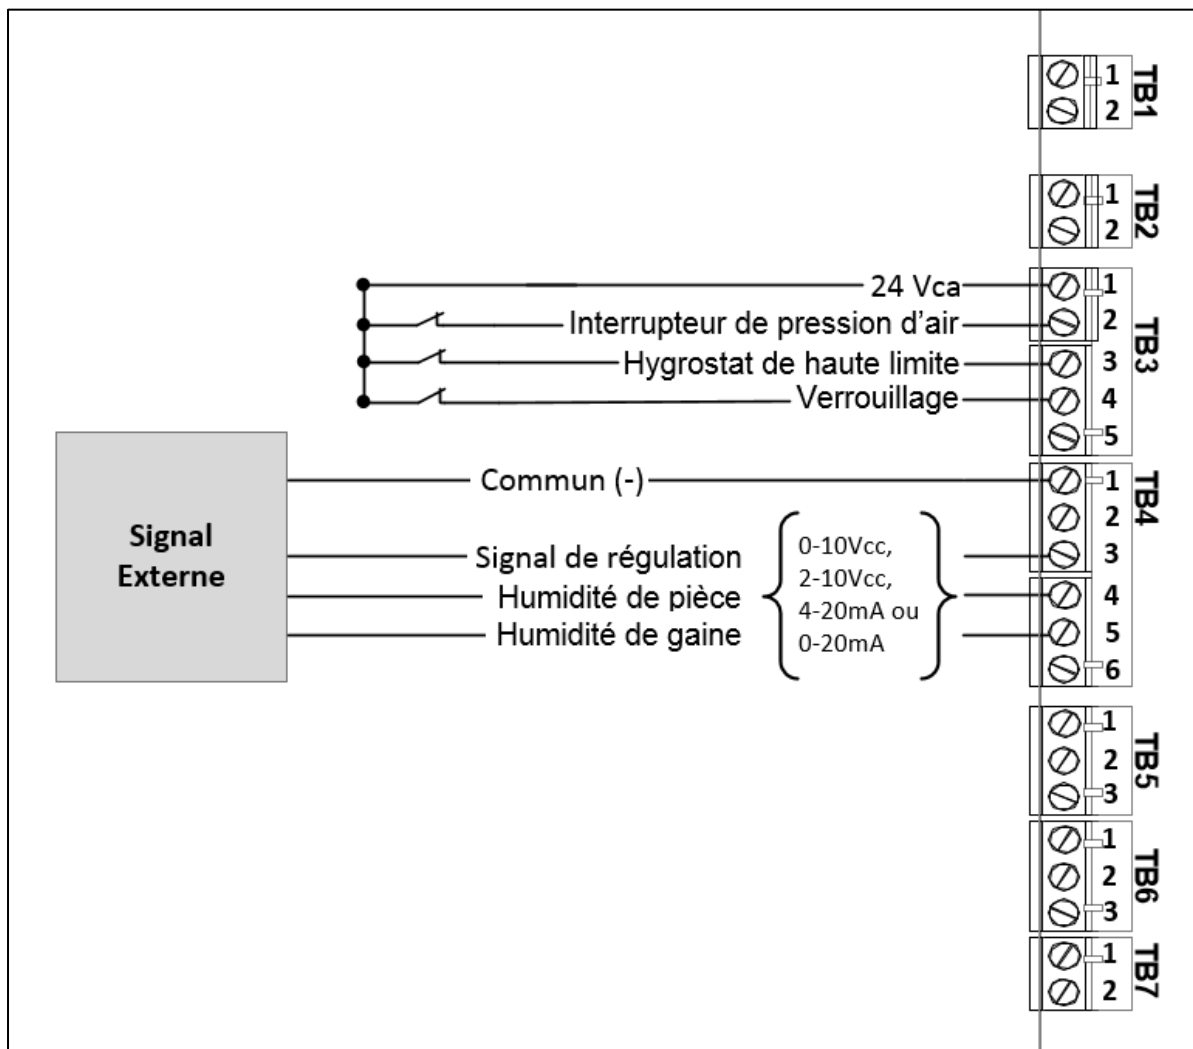 1
2
TB1
1
2
TB2
24 Vca
Interrupteur de pression d’air
Hygrostat de haute limite
Verrouillage
1
2
3
4
5
TB3
Signal
Externe
Commun (-)
Signal de régulation
Humidité de pièce
Humidité de gaine
0-10Vcc,
2-10Vcc,
4-20mA ou
0-20mA
1
2
3
4
5
6
TB4
1
2
3
TB5
1
2
3
TB6
1
2
TB7